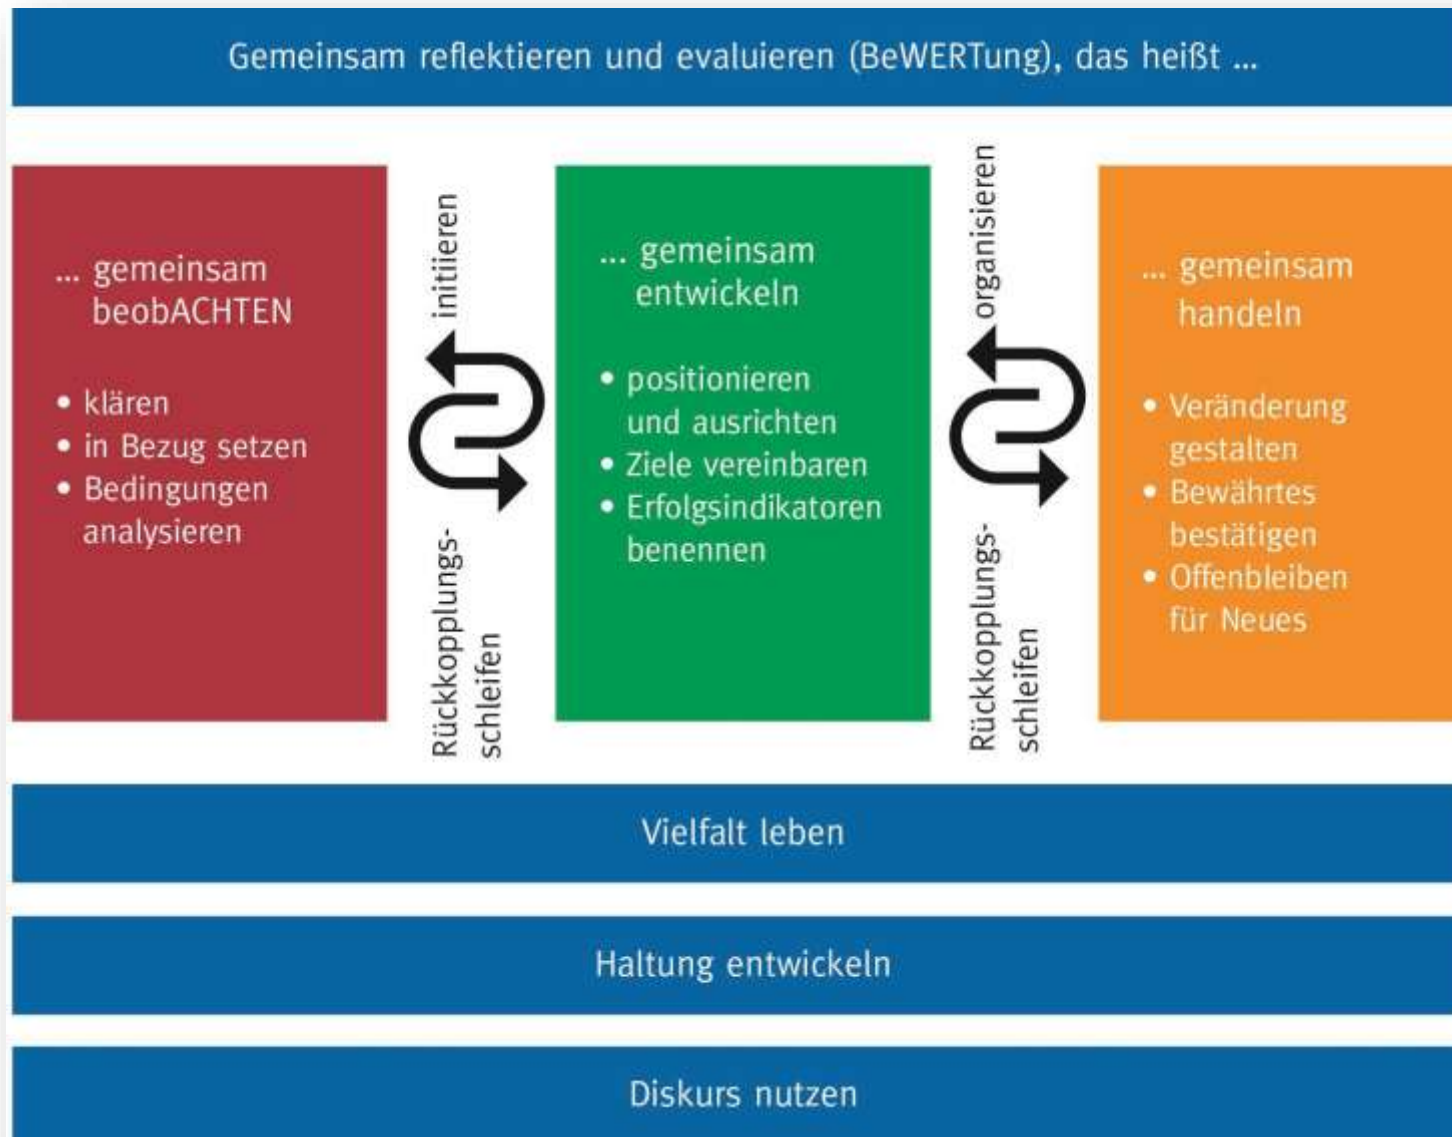 Gemeinsam reflektieren und evaluieren (BeWERTung), das heißt ...
... gemeinsam
beobACHTEN
• klären
• in Bezug setzen
• Bedingungen
analysieren
initiieren
Rückkopplungs-
schleifen
... gemeinsam
entwickeln
• positionieren
und ausrichten
• Ziele vereinbaren
• Erfolgsindikatoren
benennen
organisieren
Rückkopplungs-
schleifen
... gemeinsam
handeln
• Veränderung
gestalten
• Bewährtes
bestätigen
• Offenbleiben
für Neues
Vielfalt leben
Haltung entwickeln
Diskurs nutzen